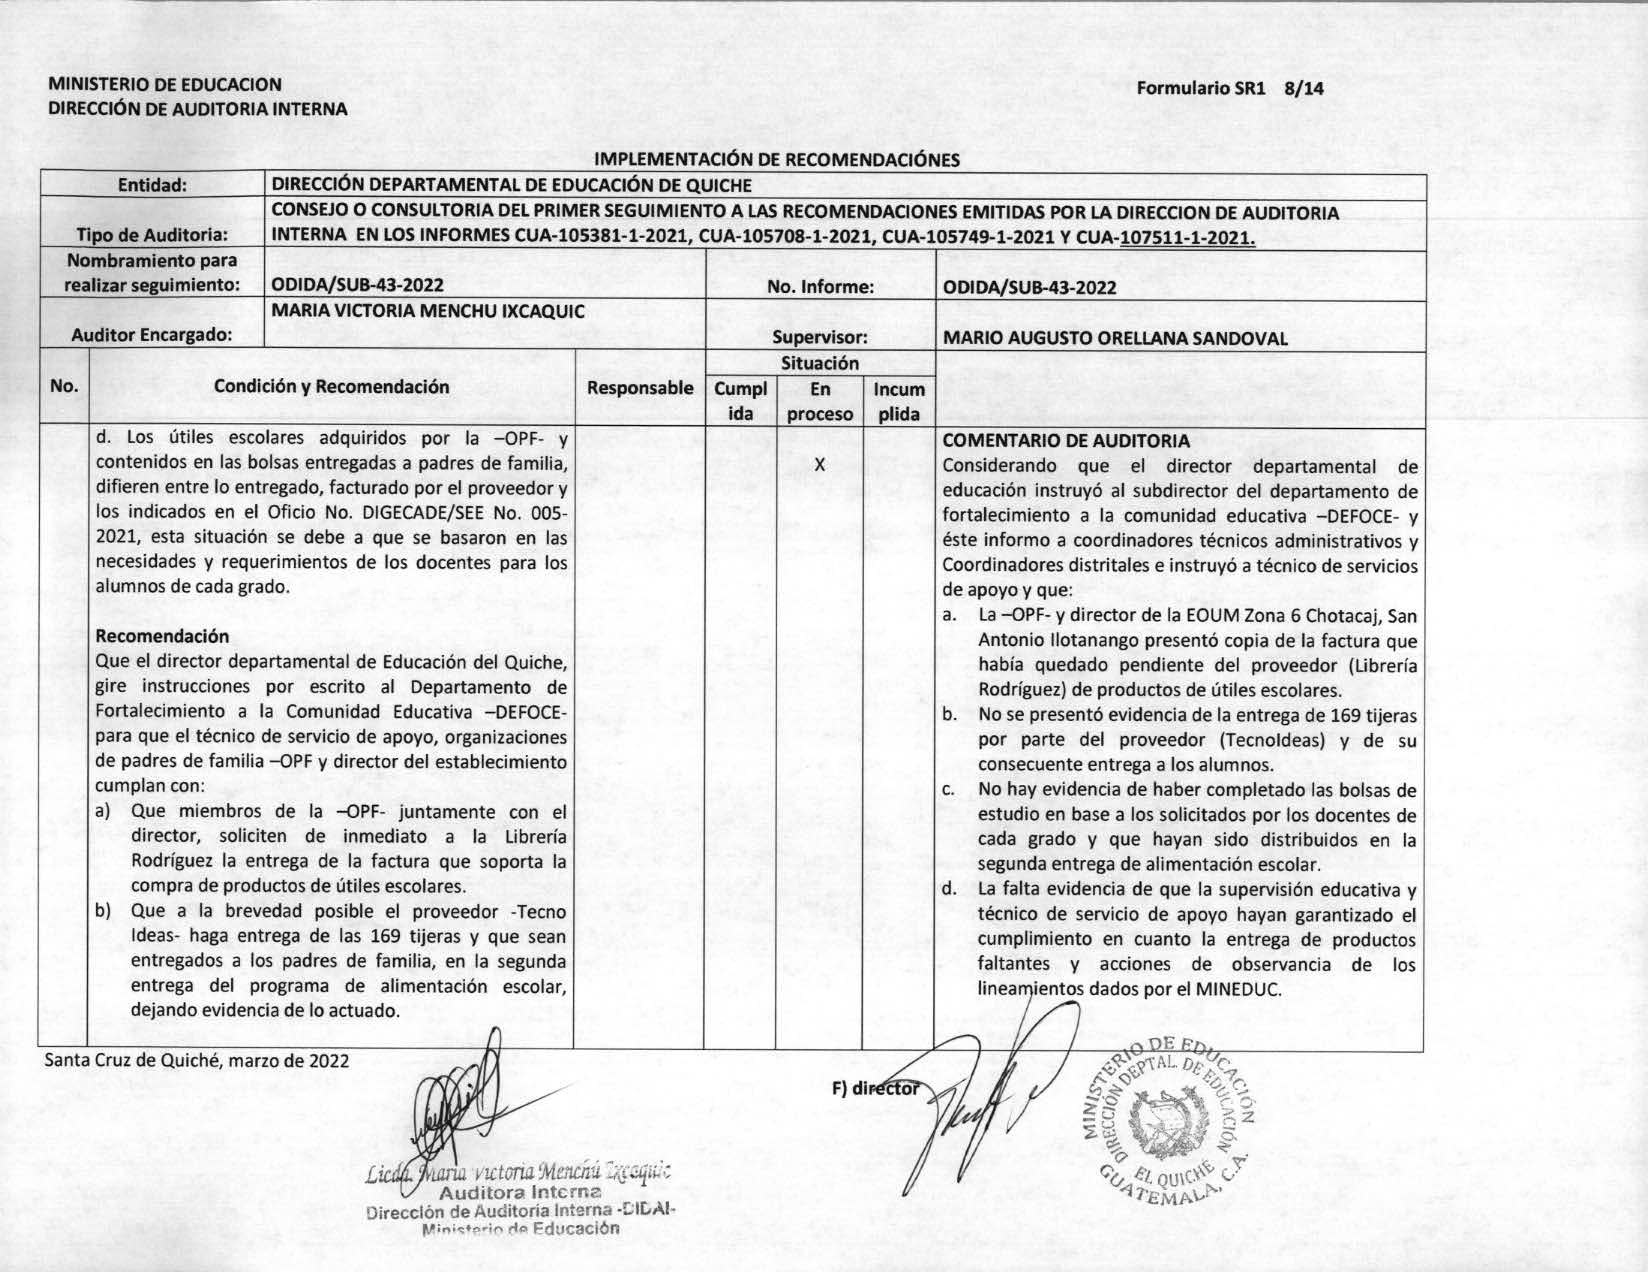 MINISTERIO DE EDUCACION
DIRECCIÓN DE AUDITORIA INTERNA
Formulario SR1 8/14
IMPLEMENTACIÓN DE RECOMENDACIÓNES
Entidad: DIRECCIÓN DEPARTAMENTAL DE EDUCACIÓN DE QUICHE
CONSEJO O CONSULTORIA DEL PRIMER SEGUIMIENTO A LAS RECOMENDACIONES EMITIDAS POR LA DIRECCION DE AUDITORIA
Tipo de Auditoria: INTERNA EN LOS INFORMES CUA-105381-1-2021, CUA-105708-1-2021, CUA-105749-1-2021 Y CUA-107511-1-2021.
Nombramiento para
realizar seguimiento: ODIDA/SUB-43-2022 No. Informe: ODIDA/SUB-43-2022
MARIA VICTORIA MENCHU IXCAQUIC
Auditor Encargado: Supervisor: MARIO AUGUSTO ORELLANA SANDOVAL
No. Condición y Recomendación Responsable
Situación
Cumpl
ida
En
proceso
Incum
plida
d. Los útiles escolares adquiridos por la –OPF- y
contenidos en las bolsas entregadas a padres de familia,
difieren entre lo entregado, facturado por el proveedor y
los indicados en el Oficio No. DIGECADE/SEE No. 005-
2021, esta situación se debe a que se basaron en las
necesidades y requerimientos de los docentes para los
alumnos de cada grado.
Recomendación
Que el director departamental de Educación del Quiche,
gire instrucciones por escrito al Departamento de
Fortalecimiento a la Comunidad Educativa –DEFOCE-
para que el técnico de servicio de apoyo, organizaciones
de padres de familia –OPF y director del establecimiento
cumplan con:
a) Que miembros de la –OPF- juntamente con el
director, soliciten de inmediato a la Librería
Rodríguez la entrega de la factura que soporta la
compra de productos de útiles escolares.
b) Que a la brevedad posible el proveedor -Tecno
Ideas- haga entrega de las 169 tijeras y que sean
entregados a los padres de familia, en la segunda
entrega del programa de alimentación escolar,
dejando evidencia de lo actuado.
X
COMENTARIO DE AUDITORIA
Considerando que el director departamental de
educación instruyó al subdirector del departamento de
fortalecimiento a la comunidad educativa –DEFOCE- y
éste informo a coordinadores técnicos administrativos y
Coordinadores distritales e instruyó a técnico de servicios
de apoyo y que:
a. La –OPF- y director de la EOUM Zona 6 Chotacaj, San
Antonio Ilotanango presentó copia de la factura que
había quedado pendiente del proveedor (Librería
Rodríguez) de productos de útiles escolares.
b. No se presentó evidencia de la entrega de 169 tijeras
por parte del proveedor (TecnoIdeas) y de su
consecuente entrega a los alumnos.
c. No hay evidencia de haber completado las bolsas de
estudio en base a los solicitados por los docentes de
cada grado y que hayan sido distribuidos en la
segunda entrega de alimentación escolar.
d. La falta evidencia de que la supervisión educativa y
técnico de servicio de apoyo hayan garantizado el
cumplimiento en cuanto la entrega de productos
faltantes y acciones de observancia de los
lineamientos dados por el MINEDUC.
Santa Cruz de Quiché, marzo de 2022
F) director
Licda. Maria Victoria Menchú Ixcaquic
Auditora Interna
Dirección de Auditoría Interna -DIDAI-
Ministerio de Educación
MINISTERIO DE EDUCACIÓN
DIRECCIÓN DEPTAL. DE EDUCACIÓN
EL QUICHÉ
GUATEMALA, C.A.